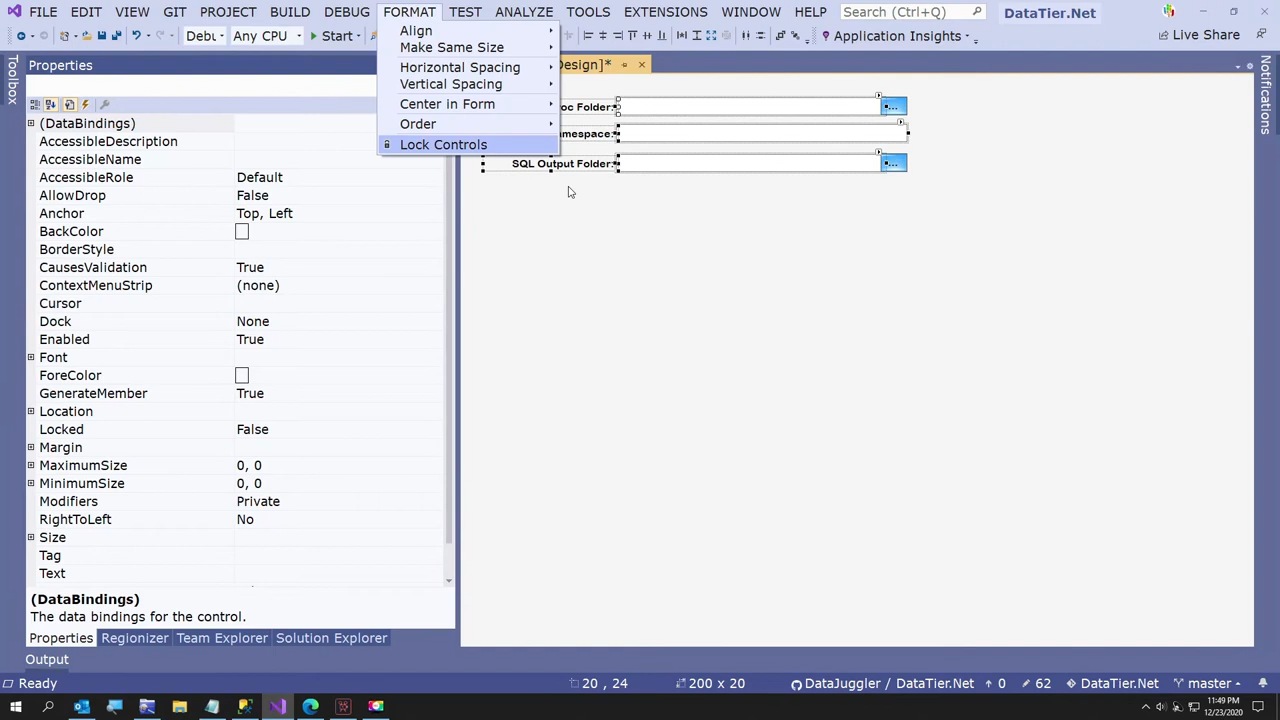 FILE EDIT VIEW GIT PROJECT BUILD DEBUG FORMAT TEST ANALYZE TOOLS EXTENSIONS WINDOW HELP Search (Ctrl+Q) DataTier.Net
Debu Any CPU Start Application Insights Live Share
Align
Make Same Size
Horizontal Spacing
Vertical Spacing
Center in Form
Order
Lock Controls
Toolbox
Properties
Design]*
Notifications
(DataBindings)
AccessibleDescription
AccessibleName
AccessibleRole Default
AllowDrop False
Anchor Top, Left
BackColor
BorderStyle
CausesValidation True
ContextMenuStrip (none)
Cursor
Dock None
Enabled True
Font
ForeColor
GenerateMember True
Location
Locked False
Margin
MaximumSize 0, 0
MinimumSize 0, 0
Modifiers Private
RightToLeft No
Size
Tag
Text
(DataBindings)
The data bindings for the control.
oc Folder: ...
mespace:
SQL Output Folder: ...
Properties Regionizer Team Explorer Solution Explorer
Output
Ready 20 , 24 200 x 20 DataJuggler / DataTier.Net 0 62 DataTier.Net master
11:49 PM
12/23/2020